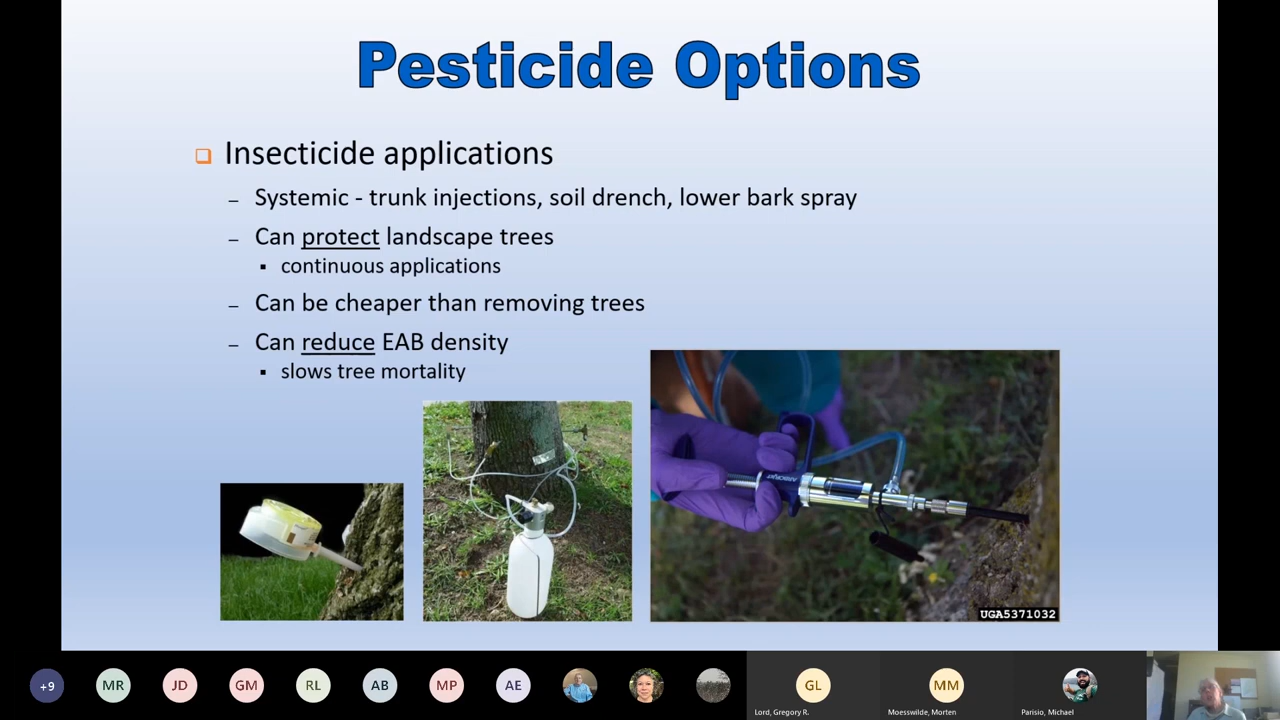 Pesticide Options
Insecticide applications
Systemic - trunk injections, soil drench, lower bark spray
Can protect landscape trees
continuous applications
Can be cheaper than removing trees
Can reduce EAB density
slows tree mortality
ARBORJET
UGA5371032
+9
MR
JD
GM
RL
AB
MP
AE
GL
MM
Lord, Gregory R.
Moesswilde, Morten
Parisio, Michael